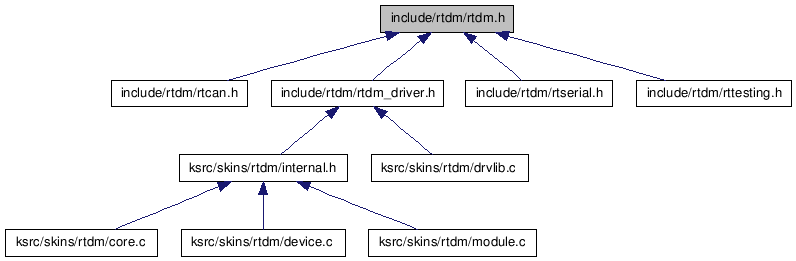 include/rtdm/rtdm.h
include/rtdm/rtcan.h
include/rtdm/rtdm_driver.h
include/rtdm/rtserial.h
include/rtdm/rttesting.h
ksrc/skins/rtdm/internal.h
ksrc/skins/rtdm/drvlib.c
ksrc/skins/rtdm/core.c
ksrc/skins/rtdm/device.c
ksrc/skins/rtdm/module.c